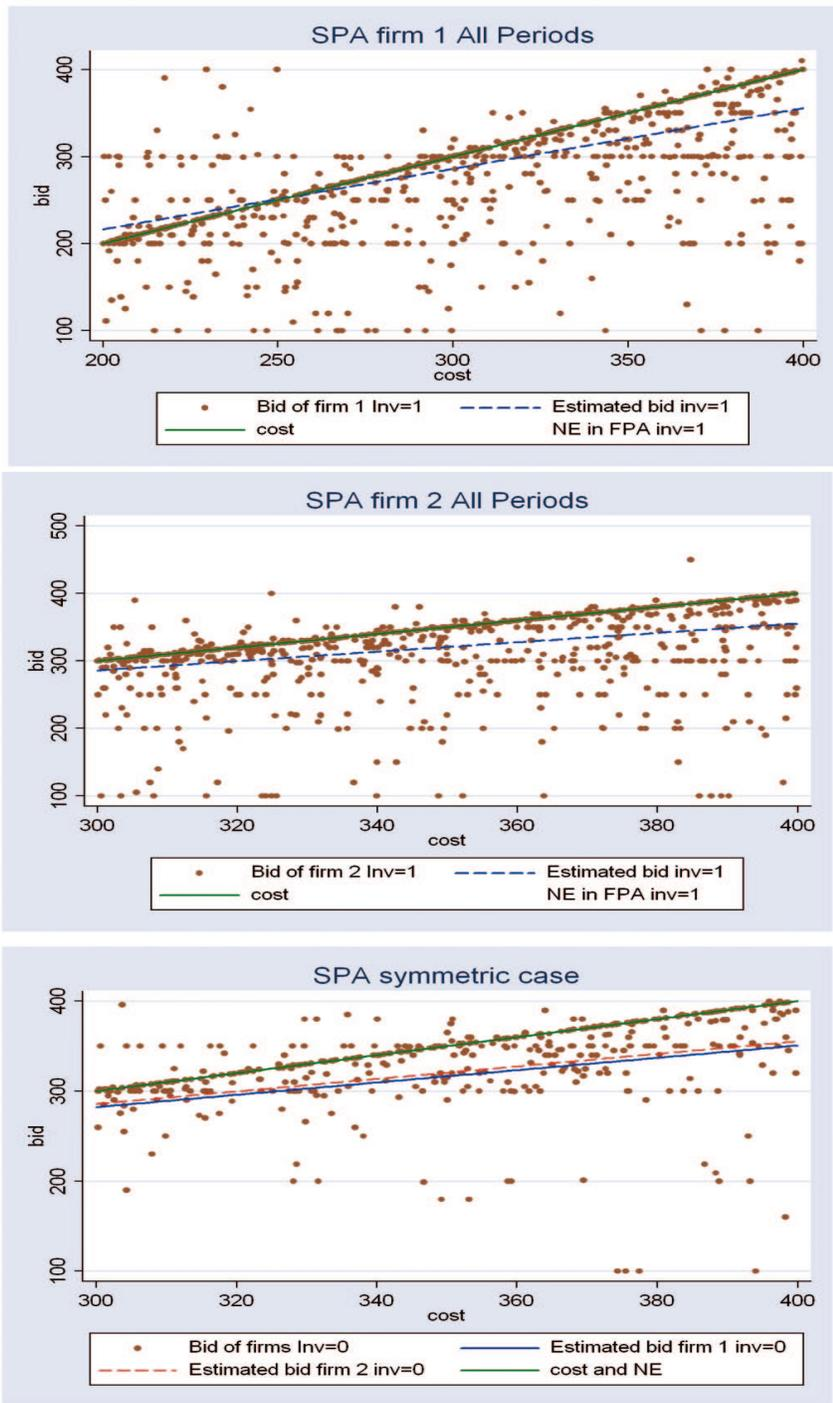 SPA firm 1 All Periods
400
300
200
100
bid
200 250 300 350 400
cost
Bid of firm 1 Inv=1 Estimated bid inv=1
cost NE in FPA inv=1
SPA firm 2 All Periods
500
400
300
200
100
bid
300 320 340 360 380 400
cost
Bid of firm 2 Inv=1 Estimated bid inv=1
cost NE in FPA inv=1
SPA symmetric case
400
300
200
100
bid
300 320 340 360 380 400
cost
Bid of firms Inv=0 Estimated bid firm 1 inv=0
Estimated bid firm 2 inv=0 cost and NE